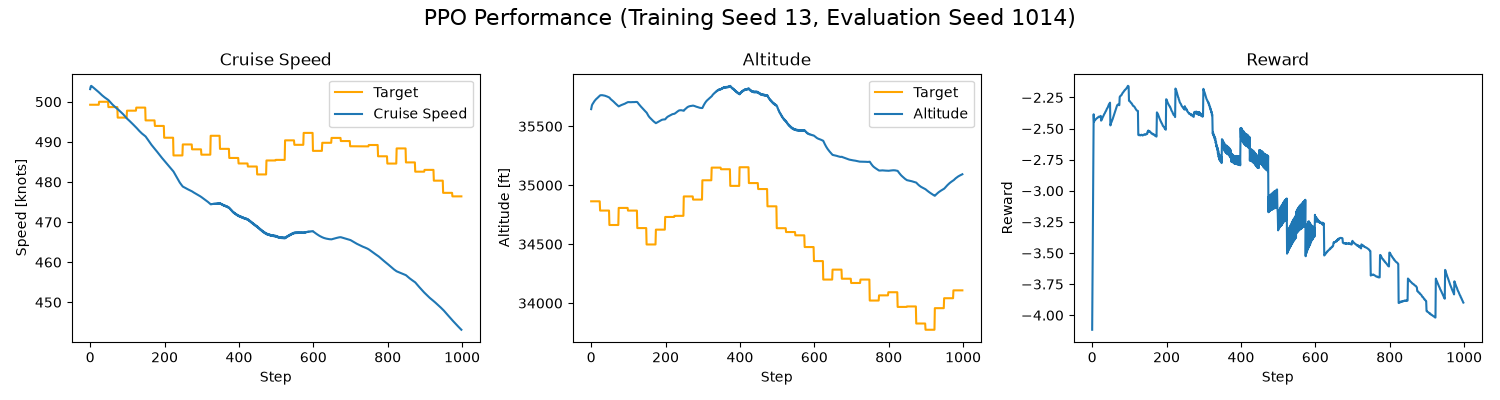 PPO Performance (Training Seed 13, Evaluation Seed 1014)
Cruise Speed
Speed [knots]
500
490
480
470
460
450
0 200 400 600 800 1000
Step
Target
Cruise Speed
Altitude
Altitude [ft]
35500
35000
34500
34000
0 200 400 600 800 1000
Step
Target
Altitude
Reward
Reward
−2.25
−2.50
−2.75
−3.00
−3.25
−3.50
−3.75
−4.00
0 200 400 600 800 1000
Step